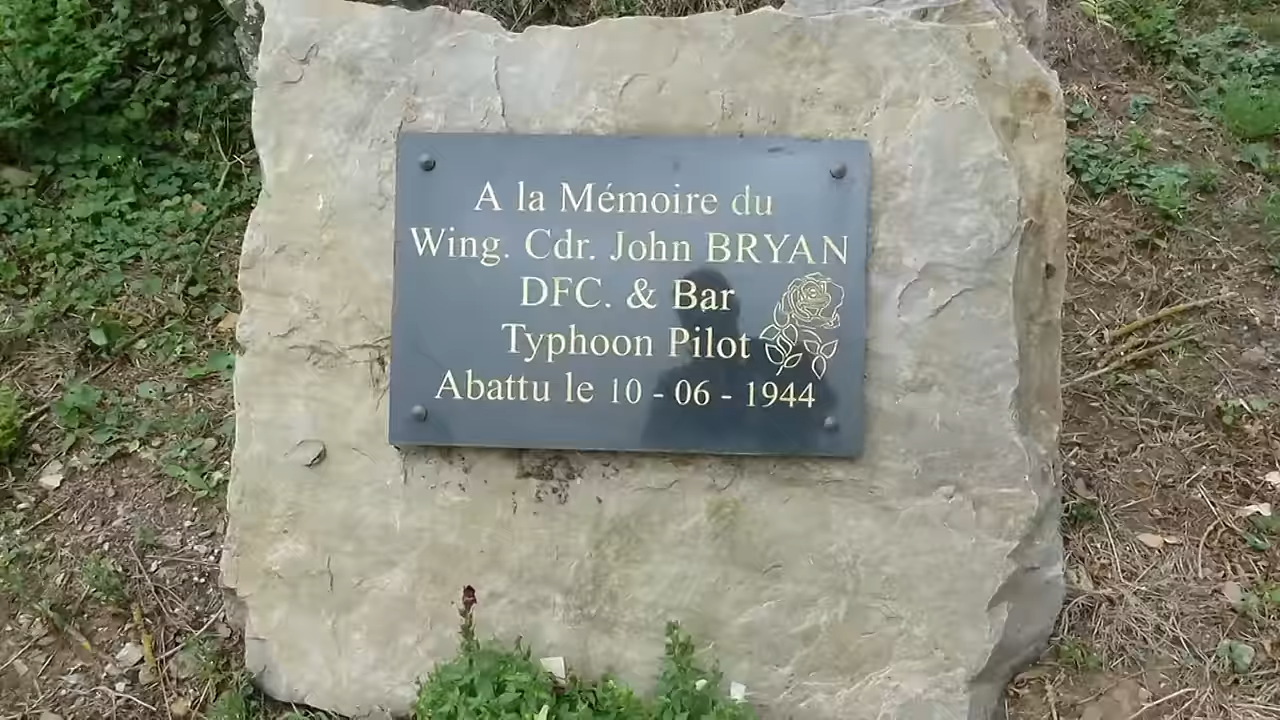 A la Mémoire du
Wing. Cdr. John BRYAN
DFC. & Bar
Typhoon Pilot
Abattu le 10 - 06 - 1944